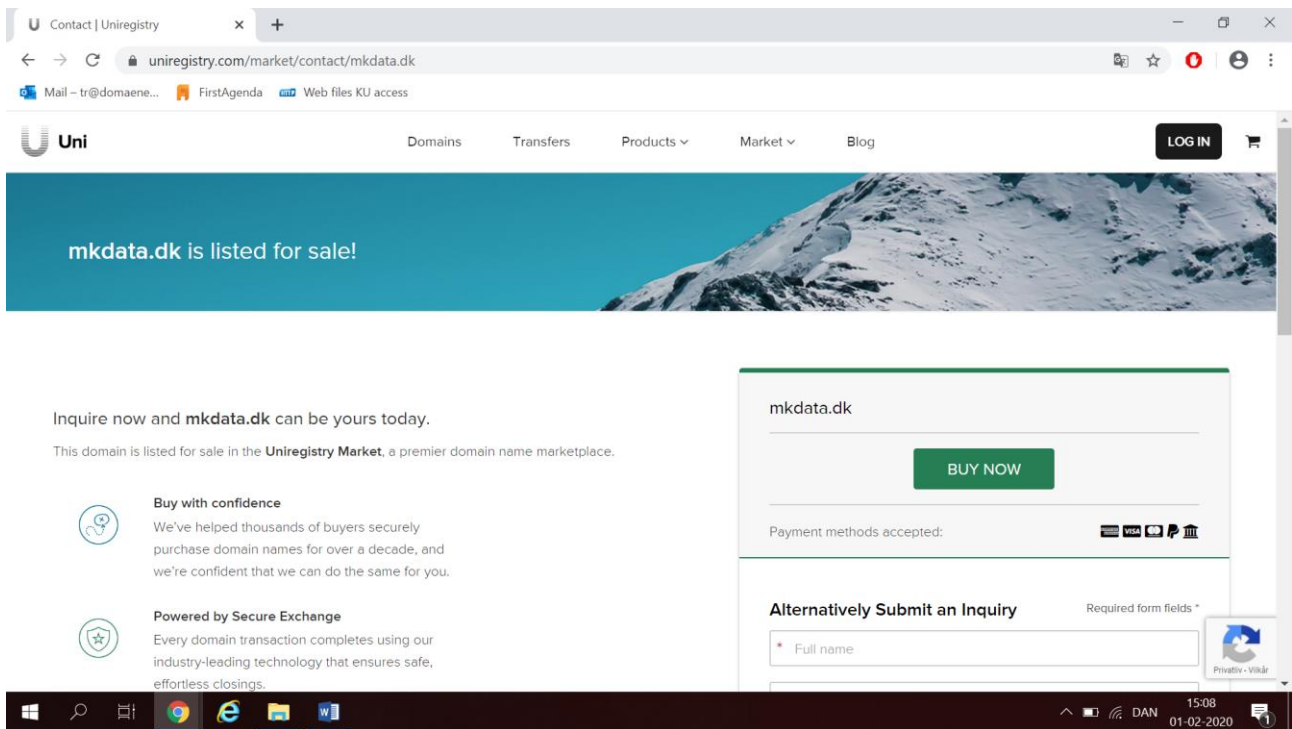 Contact | Uniregistry
uniregistry.com/market/contact/mkdata.dk
Mail – tr@domaene... FirstAgenda Web files KU access
Uni Domains Transfers Products Market Blog LOG IN
mkdata.dk is listed for sale!
Inquire now and mkdata.dk can be yours today.
This domain is listed for sale in the Uniregistry Market, a premier domain name marketplace.
Buy with confidence
We've helped thousands of buyers securely
purchase domain names for over a decade, and
we're confident that we can do the same for you.
Powered by Secure Exchange
Every domain transaction completes using our
industry-leading technology that ensures safe,
effortless closings.
mkdata.dk
BUY NOW
Payment methods accepted: VISA
Alternatively Submit an Inquiry Required form fields *
* Full name
Privatliv - Vilkår
DAN 15:08
01-02-2020
1